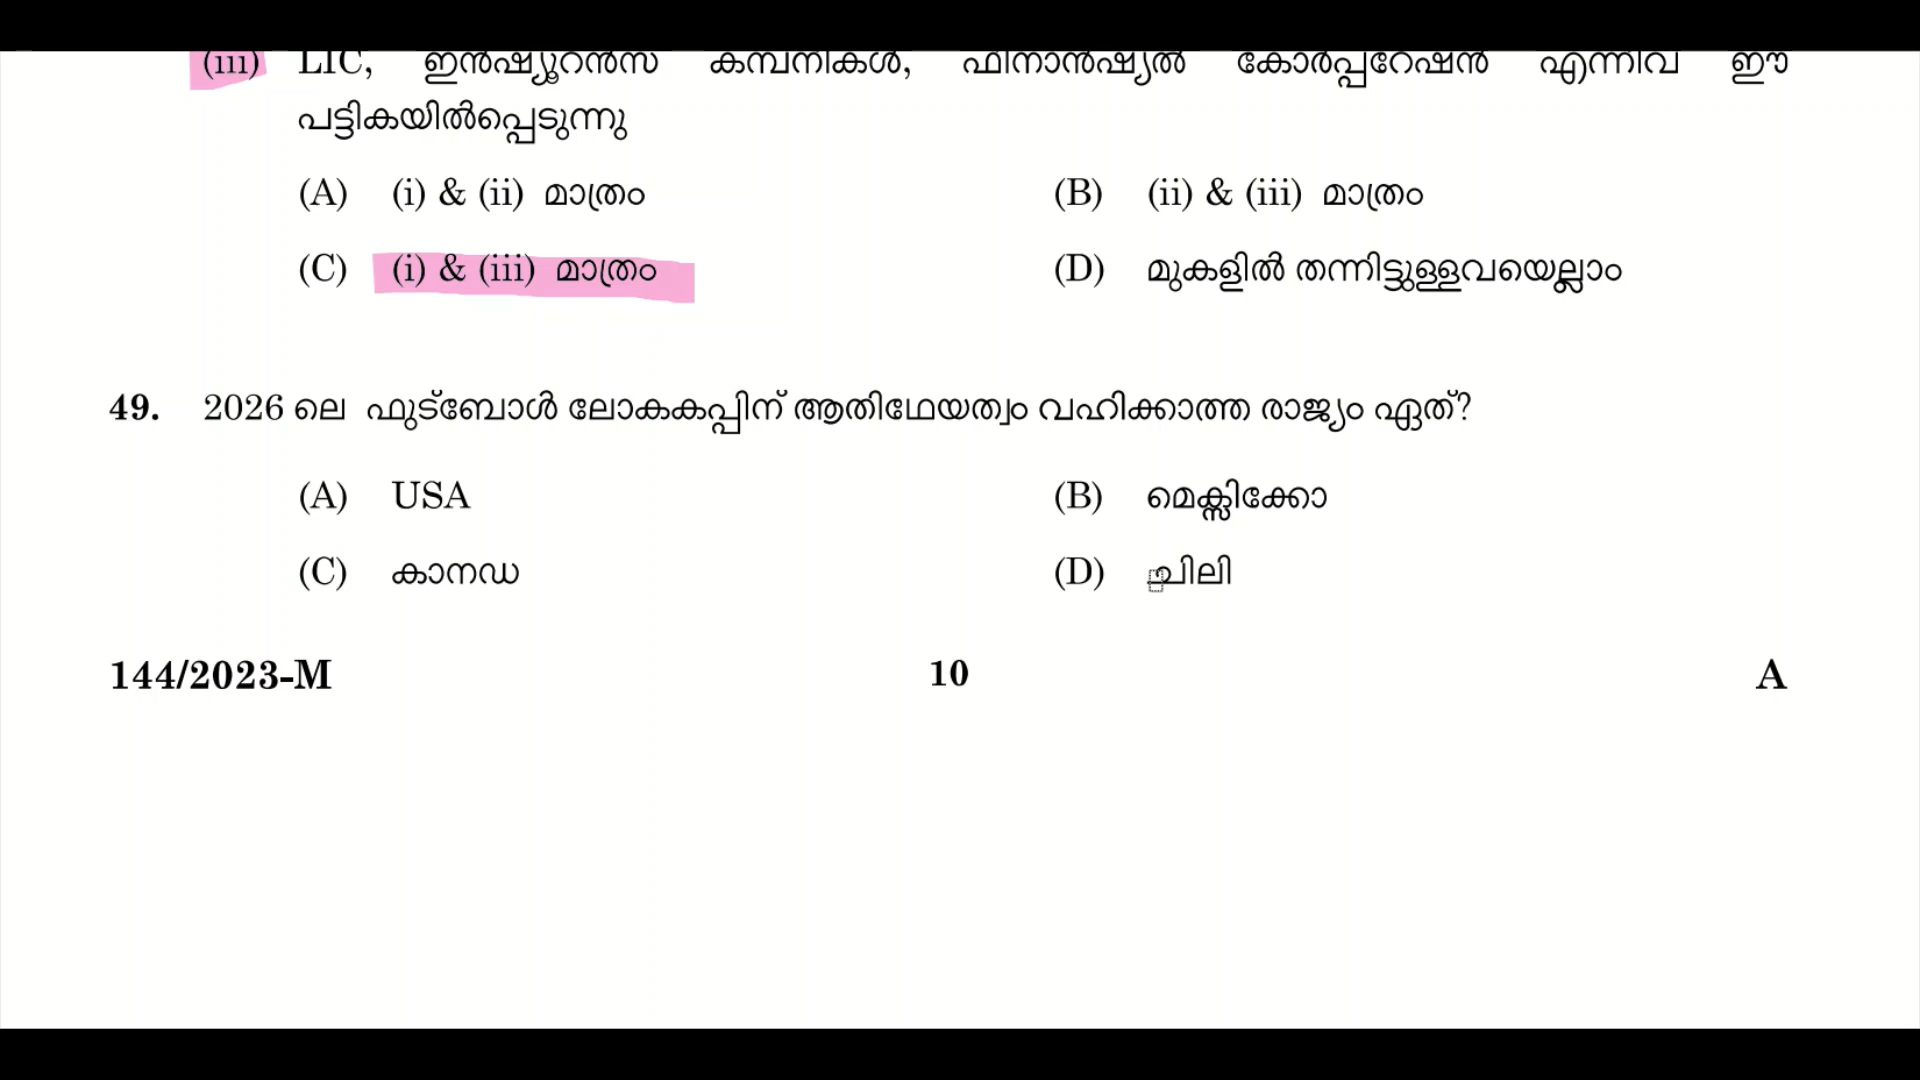 (iii) LIC, ഇൻഷ്യൂറൻസ് കമ്പനികൾ, ഫിനാൻഷ്യൽ കോർപ്പറേഷൻ എന്നിവ ഈ
പട്ടികയിൽപ്പെടുന്നു
(A) (i) & (ii) മാത്രം (B) (ii) & (iii) മാത്രം
(C) (i) & (iii) മാത്രം (D) മുകളിൽ തന്നിട്ടുള്ളവയെല്ലാം
49. 2026 ലെ ഫുട്ബോൾ ലോകകപ്പിന് ആതിഥേയത്വം വഹിക്കാത്ത രാജ്യം ഏത്?
(A) USA (B) മെക്സിക്കോ
(C) കാനഡ (D) ചിലി
144/2023-M 10 A